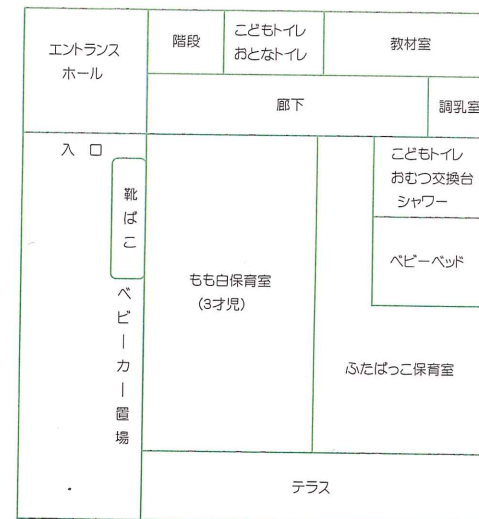 エントランス
ホール
階段
こどもトイレ
おとなトイレ
教材室
廊下
調乳室
入 口
靴ばこ
ベビーカー置場
もも白保育室
(3才児)
こどもトイレ
おむつ交換台
シャワー
ベビーベッド
ふたばっこ保育室
テラス